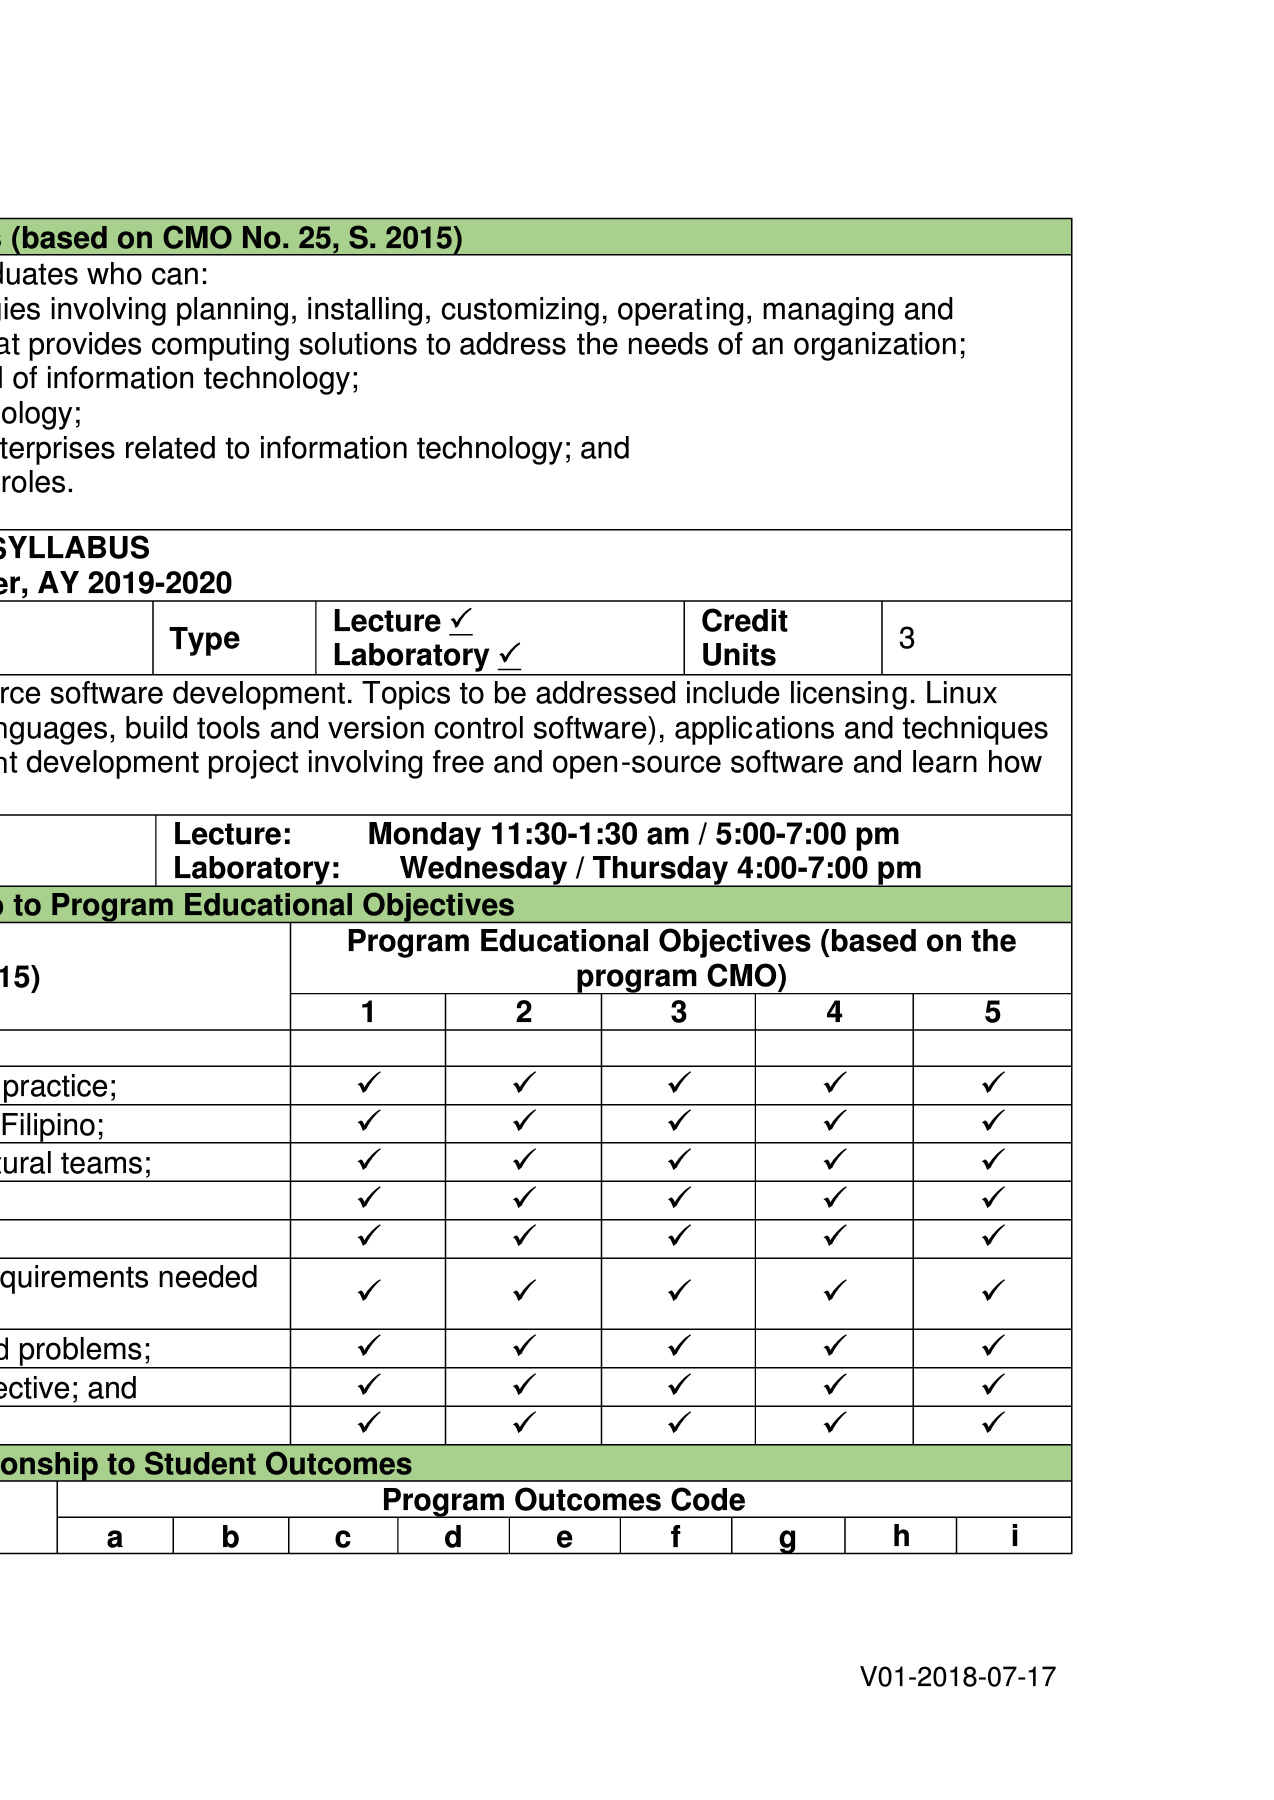 (based on CMO No. 25, S. 2015)
duates who can:
gies involving planning, installing, customizing, operating, managing and
at provides computing solutions to address the needs of an organization;
of information technology;
ology;
terprises related to information technology; and
roles.
SYLLABUS
er, AY 2019-2020
Type
Lecture ✓
Laboratory ✓
Credit
Units
3
rce software development. Topics to be addressed include licensing. Linux
nguages, build tools and version control software), applications and techniques
nt development project involving free and open-source software and learn how
Lecture: Monday 11:30-1:30 am / 5:00-7:00 pm
Laboratory: Wednesday / Thursday 4:00-7:00 pm
to Program Educational Objectives
15)
Program Educational Objectives (based on the
program CMO)
1 2 3 4 5
practice; ✓ ✓ ✓ ✓ ✓
Filipino; ✓ ✓ ✓ ✓ ✓
tural teams; ✓ ✓ ✓ ✓ ✓
✓ ✓ ✓ ✓ ✓
✓ ✓ ✓ ✓ ✓
quirements needed ✓ ✓ ✓ ✓ ✓
d problems; ✓ ✓ ✓ ✓ ✓
ective; and ✓ ✓ ✓ ✓ ✓
✓ ✓ ✓ ✓ ✓
onship to Student Outcomes
Program Outcomes Code
a b c d e f g h i
V01-2018-07-17